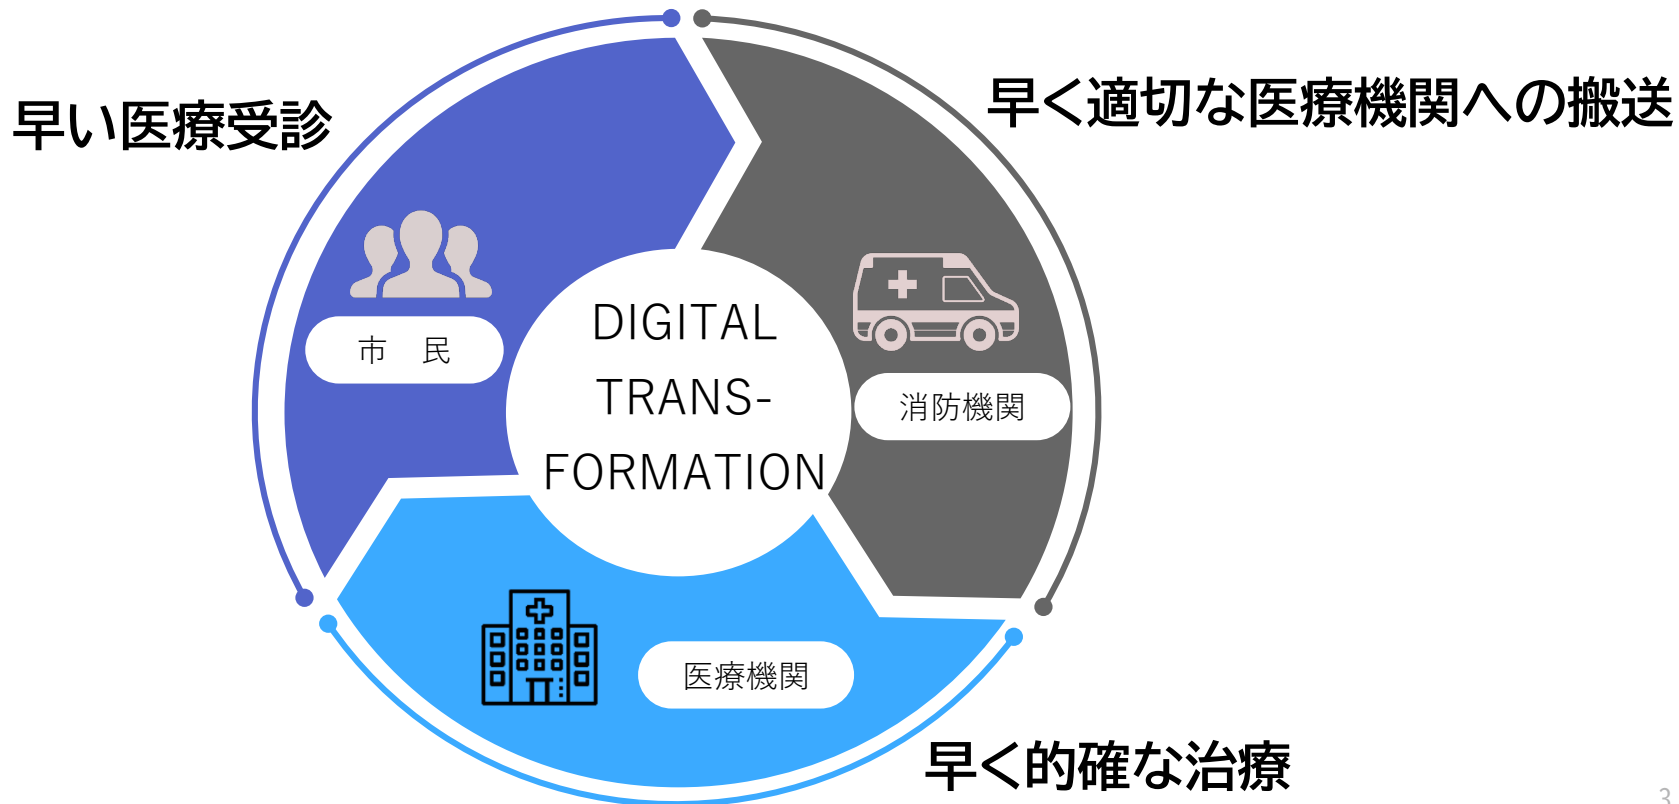 早い医療受診
早く適切な医療機関への搬送
市　民
消防機関
DIGITAL
TRANS-
FORMATION
医療機関
早く的確な治療
3